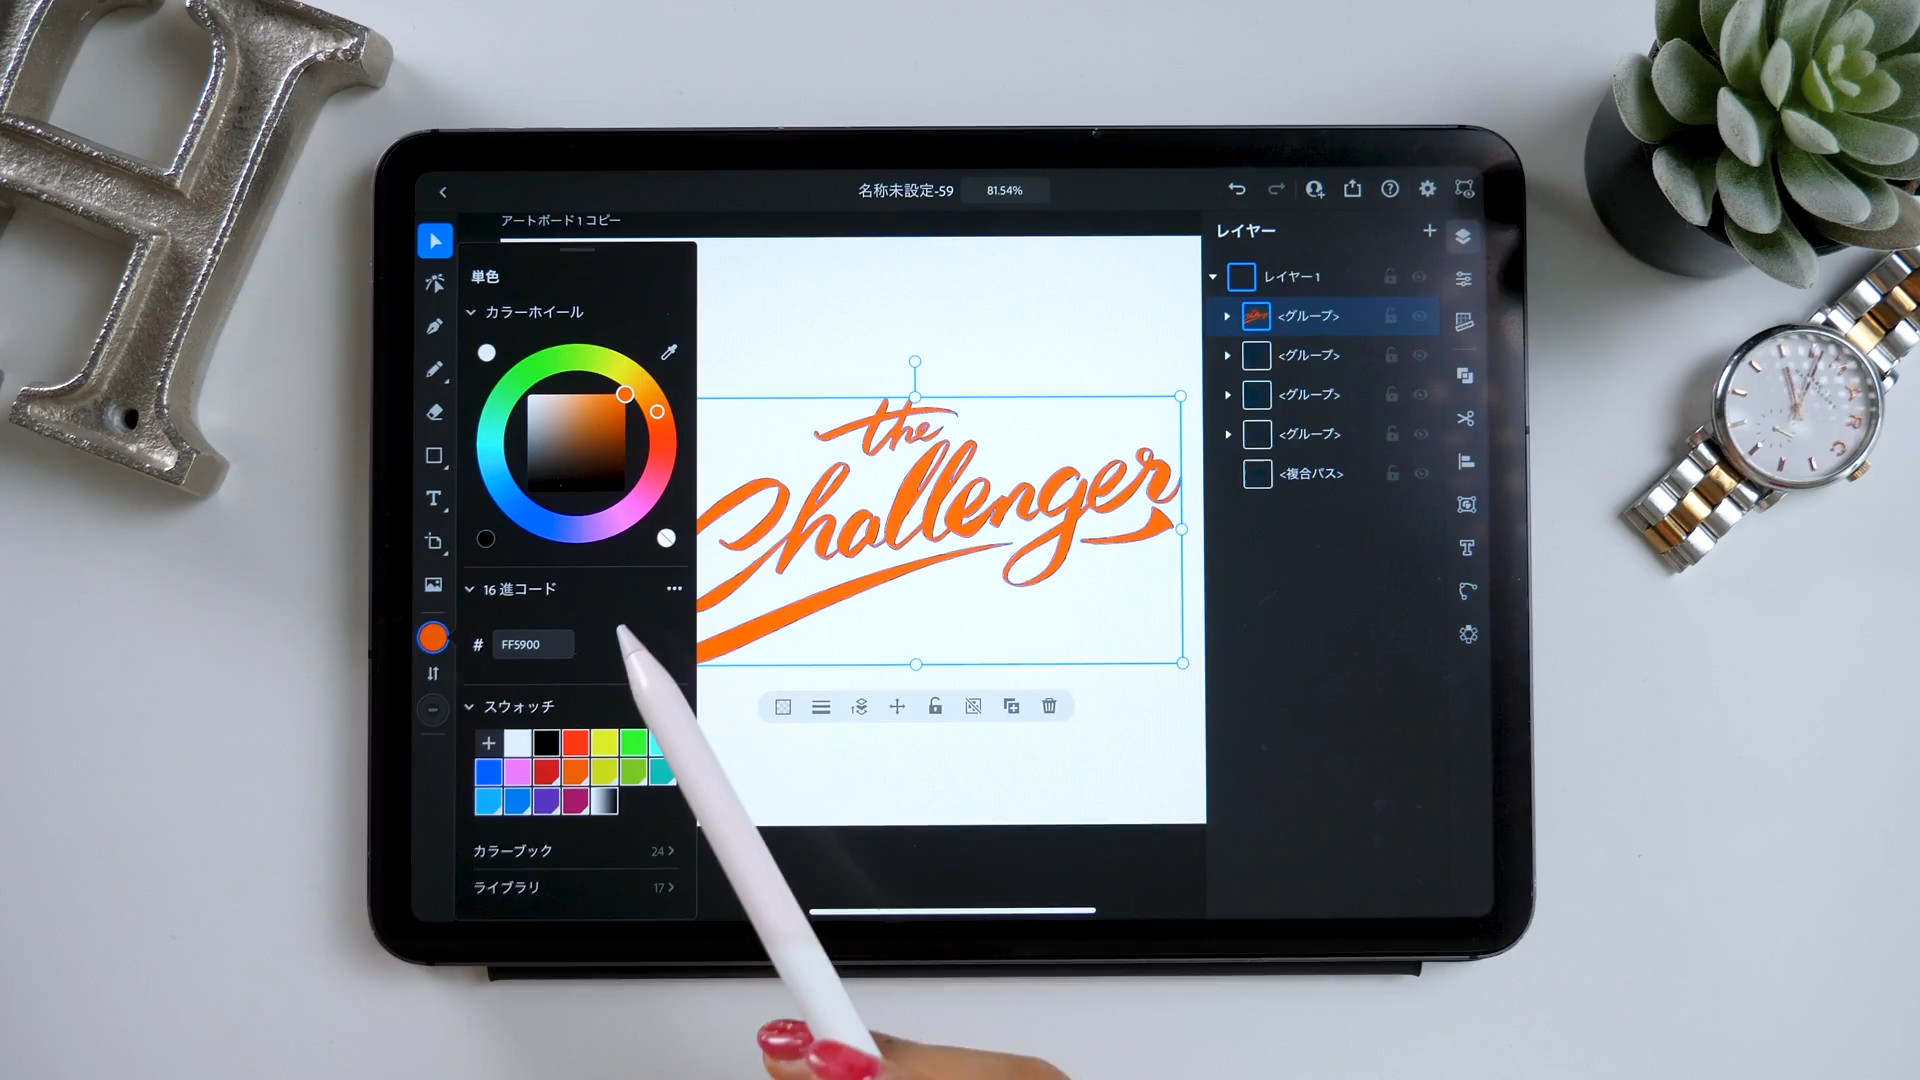 名称未設定-59
81.54%
アートボード1コピー
単色
カラーホイール
16 進コード
# FF5900
スウォッチ
カラーブック 24
ライブラリ 17
the
Challenger
レイヤー
レイヤー1
<グループ>
<グループ>
<グループ>
<グループ>
<複合パス>
H
MARC